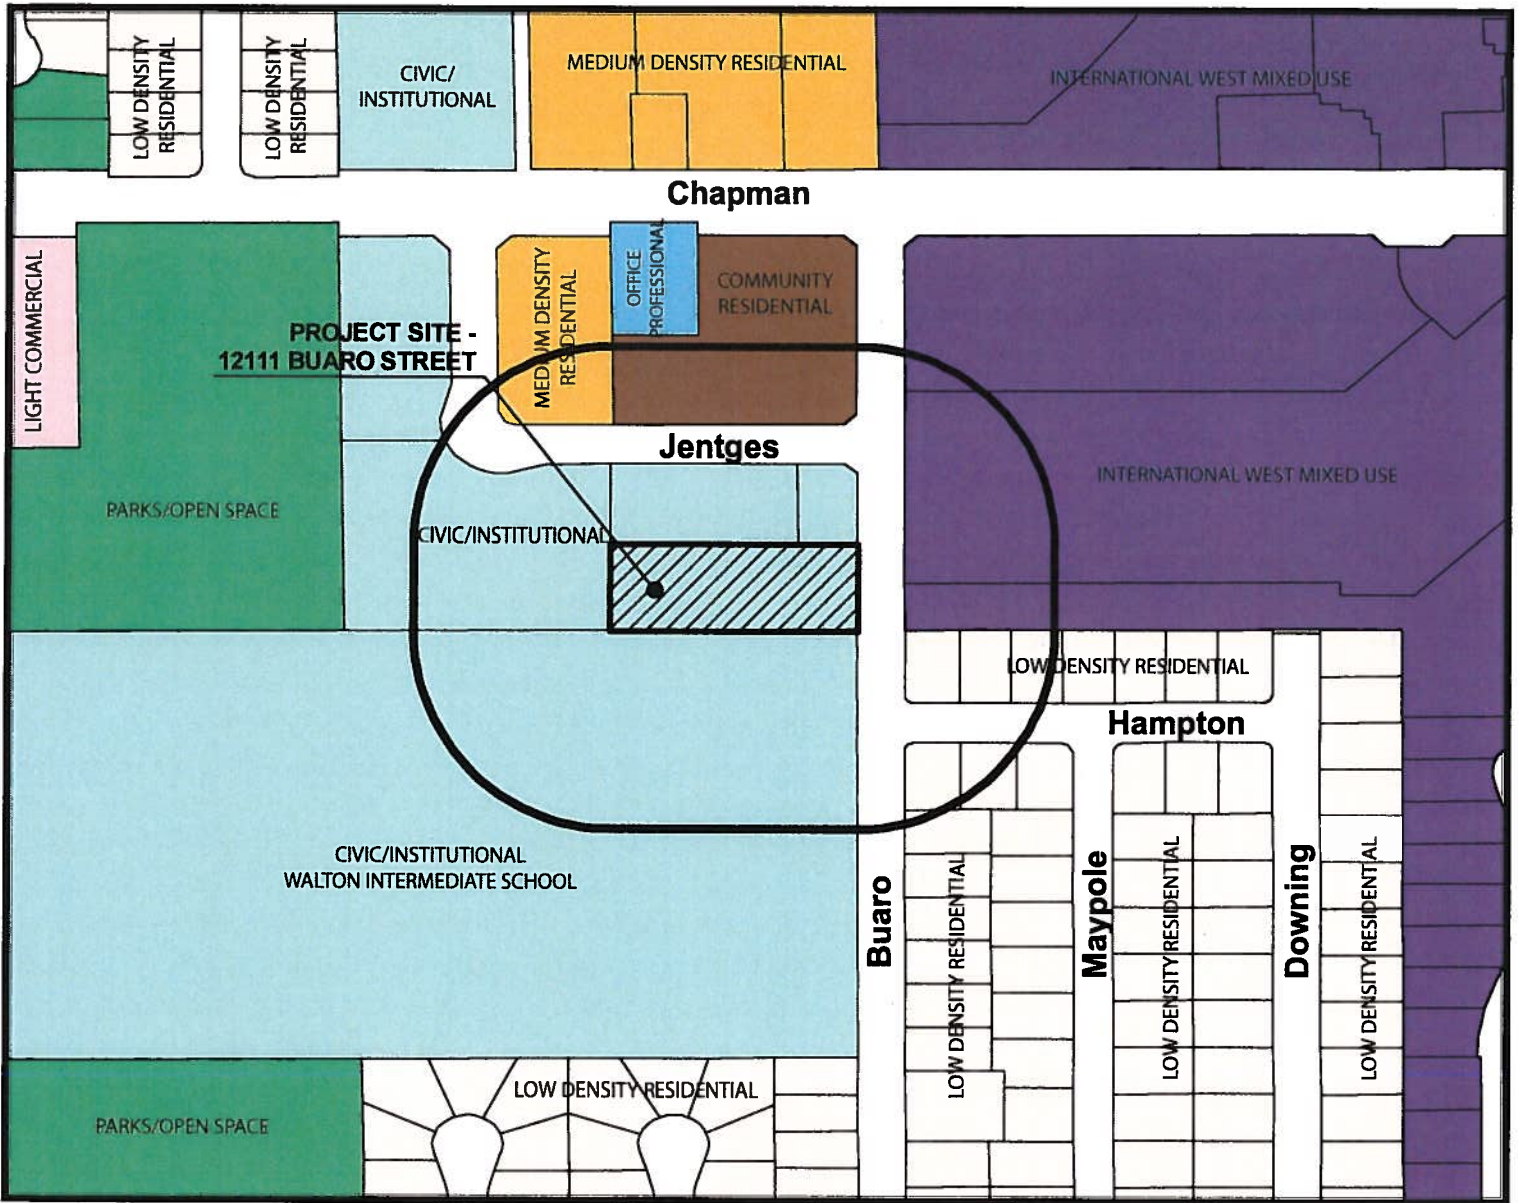 LOW DENSITY
RESIDENTIAL
LOW DENSITY
RESIDENTIAL
CIVIC/
INSTITUTIONAL
MEDIUM DENSITY RESIDENTIAL
INTERNATIONAL WEST MIXED USE
Chapman
LIGHT COMMERCIAL
PROJECT SITE -
12111 BUARO STREET
MEDIUM DENSITY
RESIDENTIAL
OFFICE
PROFESSIONAL
COMMUNITY
RESIDENTIAL
Jentges
INTERNATIONAL WEST MIXED USE
PARKS/OPEN SPACE
CIVIC/INSTITUTIONAL
LOW DENSITY RESIDENTIAL
Hampton
CIVIC/INSTITUTIONAL
WALTON INTERMEDIATE SCHOOL
Buaro
LOW DENSITY RESIDENTIAL
Maypole
LOW DENSITY RESIDENTIAL
Downing
LOW DENSITY RESIDENTIAL
PARKS/OPEN SPACE
LOW DENSITY RESIDENTIAL